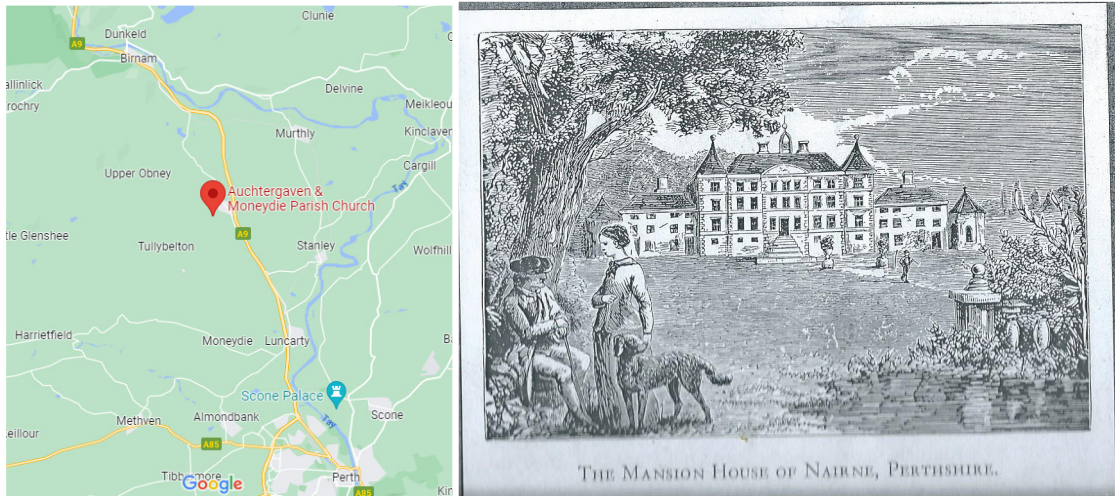 Clunie
Dunkeld
A9
Birnam
allinlick
rochry
Delvine
Meikleou
Murthly
Kinclaven
Cargill
Upper Obney
Tay
Auchtergaven &
Moneydie Parish Church
A9
tle Glenshee
Tullybelton
Stanley
Wolfhill
Harrietfield
Moneydie
Luncarty
Ba
Scone Palace
Methven
Almondbank
Tay
Scone
eillour
A85
Tibbermore
Google
Perth
A85
Kin
THE MANSION HOUSE OF NAIRNE, PERTHSHIRE.